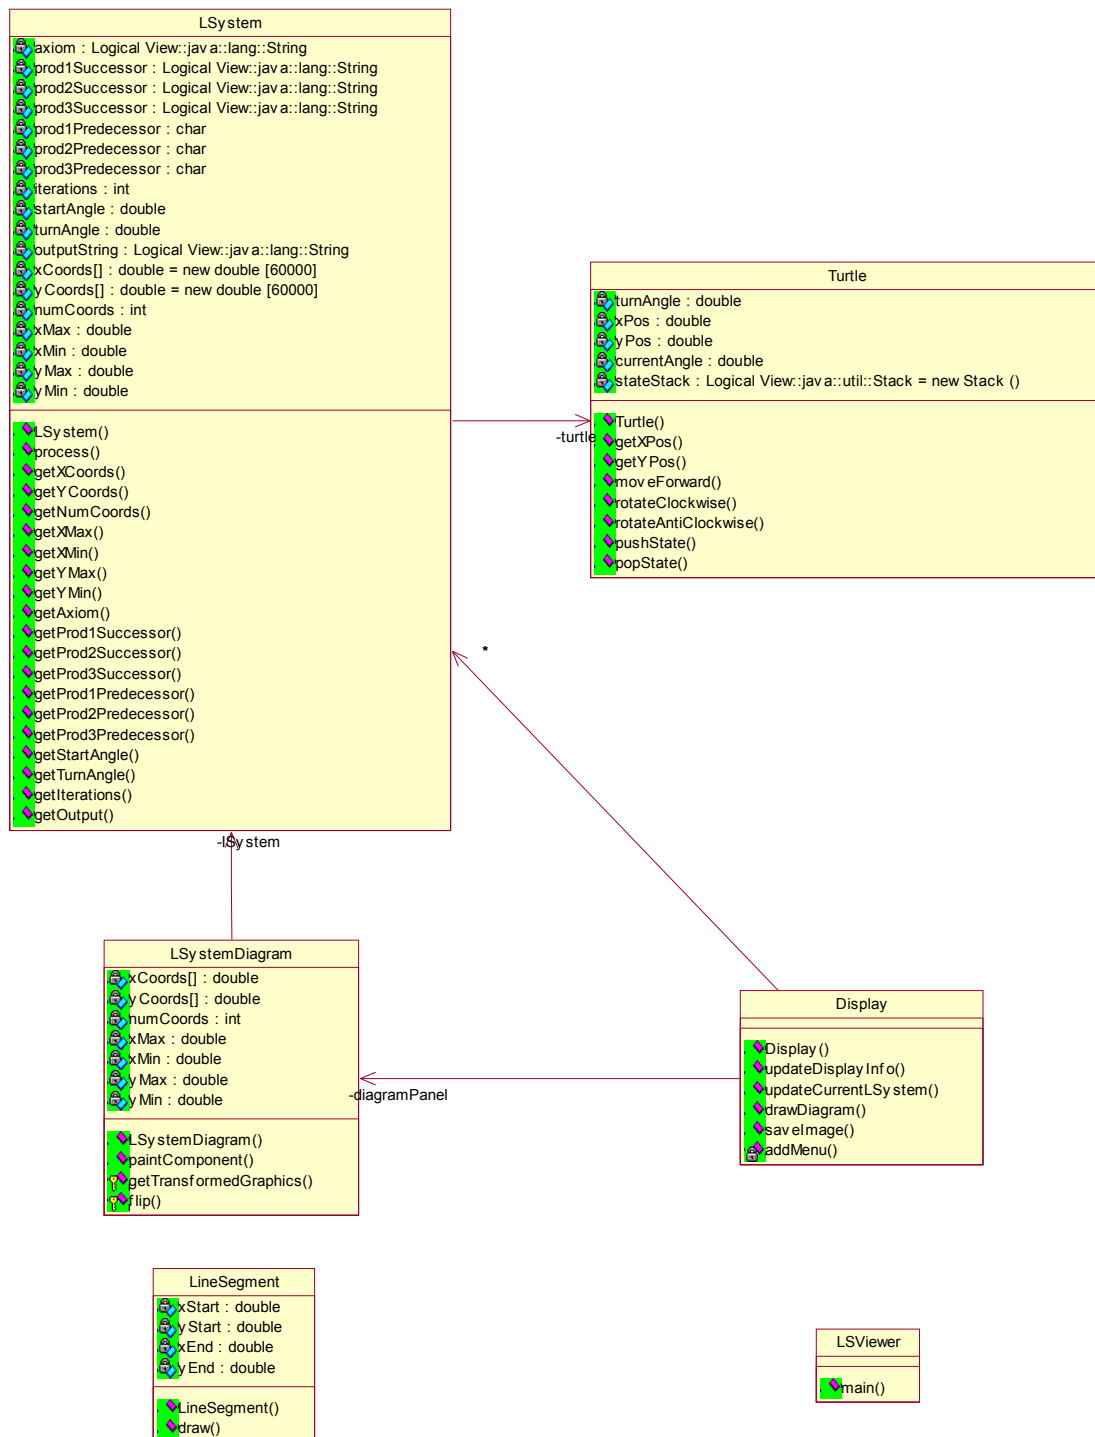 LSystem
axiom : Logical View::java::lang::String
prod1Successor : Logical View::java::lang::String
prod2Successor : Logical View::java::lang::String
prod3Successor : Logical View::java::lang::String
prod1Predecessor : char
prod2Predecessor : char
prod3Predecessor : char
iterations : int
startAngle : double
turnAngle : double
outputString : Logical View::java::lang::String
xCoords[] : double = new double [60000]
yCoords[] : double = new double [60000]
numCoords : int
xMax : double
xMin : double
yMax : double
yMin : double
LSystem()
process()
getXCoords()
getYCoords()
getNumCoords()
getXMax()
getXMin()
getYMax()
getYMin()
getAxiom()
getProd1Successor()
getProd2Successor()
getProd3Successor()
getProd1Predecessor()
getProd2Predecessor()
getProd3Predecessor()
getStartAngle()
getTurnAngle()
getIterations()
getOutput()
Turtle
turnAngle : double
xPos : double
yPos : double
currentAngle : double
stateStack : Logical View::java::util::Stack = new Stack ()
Turtle()
getXPos()
getYPos()
moveForward()
rotateClockwise()
rotateAntiClockwise()
pushState()
popState()
-turtle
*
-lSystem
LSystemDiagram
xCoords[] : double
yCoords[] : double
numCoords : int
xMax : double
xMin : double
yMax : double
yMin : double
LSystemDiagram()
paintComponent()
getTransformedGraphics()
flip()
-diagramPanel
Display
Display()
updateDisplayInfo()
updateCurrentLSystem()
drawDiagram()
saveImage()
addMenu()
LineSegment
xStart : double
yStart : double
xEnd : double
yEnd : double
LineSegment()
draw()
LSViewer
main()